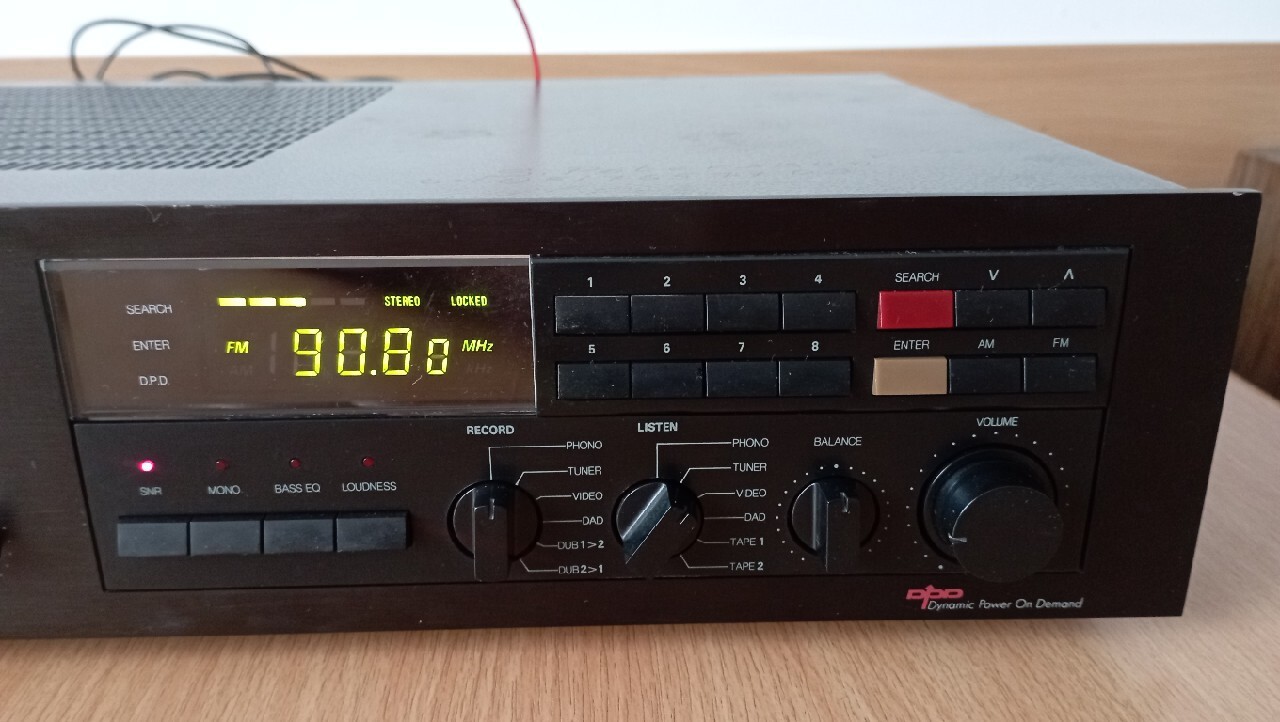 1 2 3 4 SEARCH V Λ
SEARCH
STEREO LOCKED
ENTER
FM 90.80 MHz
AM kHz
D.P.D.
5 6 7 8 ENTER AM FM
RECORD
PHONO
TUNER
VIDEO
DAD
DUB 1>2
DUB 2>1
LISTEN
PHONO
TUNER
VIDEO
DAD
TAPE 1
TAPE 2
BALANCE
VOLUME
SNR MONO BASS EQ LOUDNESS
DPD
Dynamic Power On Demand